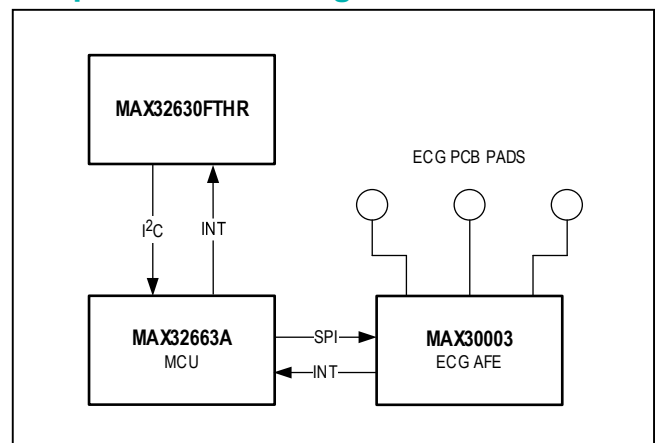 MAX32630FTHR
ECG PCB PADS
I²C
INT
MAX32663A
MCU
SPI
INT
MAX30003
ECG AFE